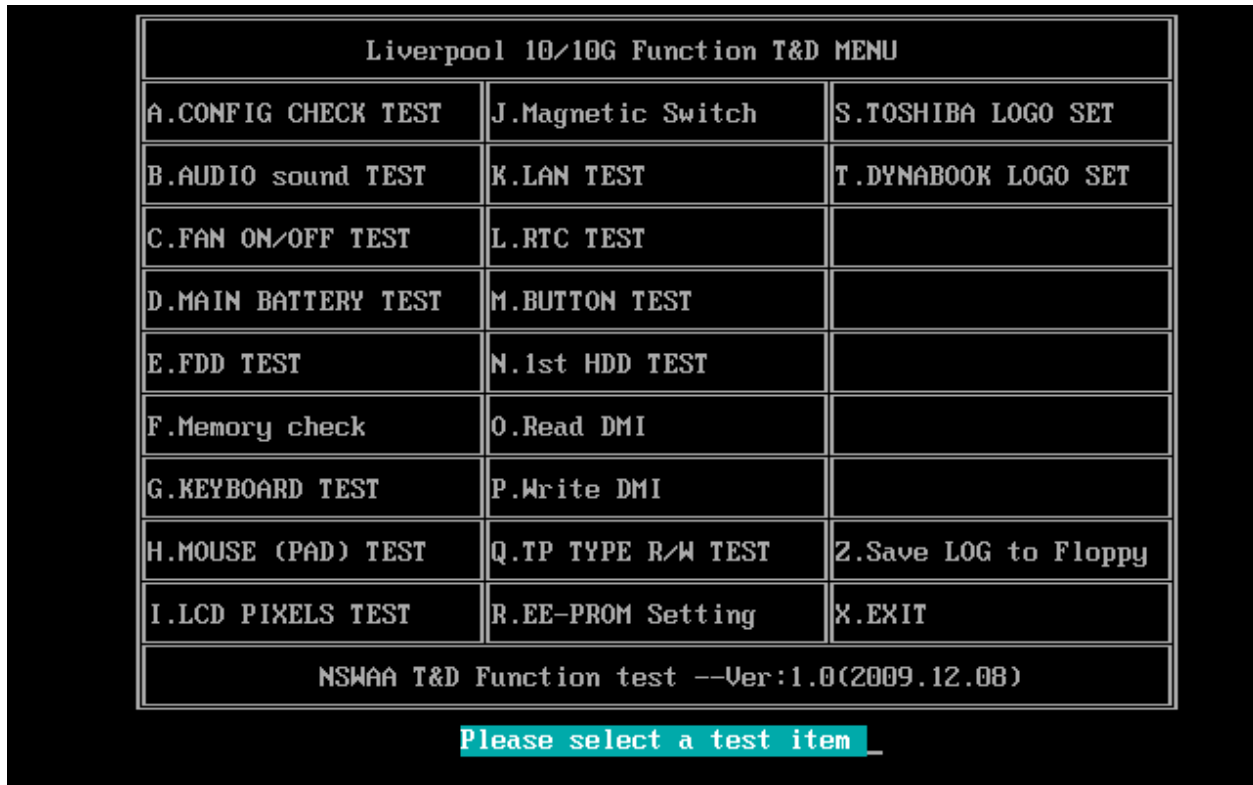 Liverpool 10/10G Function T&D MENU
A.CONFIG CHECK TEST J.Magnetic Switch S.TOSHIBA LOGO SET
B.AUDIO sound TEST K.LAN TEST T.DYNABOOK LOGO SET
C.FAN ON/OFF TEST L.RTC TEST
D.MAIN BATTERY TEST M.BUTTON TEST
E.FDD TEST N.1st HDD TEST
F.Memory check O.Read DMI
G.KEYBOARD TEST P.Write DMI
H.MOUSE (PAD) TEST Q.TP TYPE R/W TEST Z.Save LOG to Floppy
I.LCD PIXELS TEST R.EE-PROM Setting X.EXIT
NSWAA T&D Function test --Ver:1.0(2009.12.08)
Please select a test item _